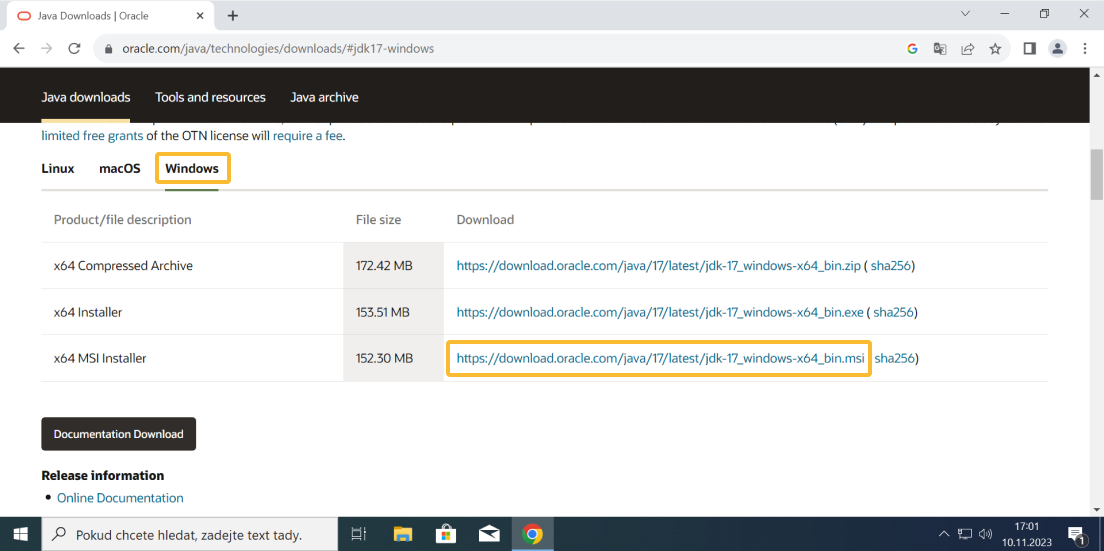 Java Downloads | Oracle
oracle.com/java/technologies/downloads/#jdk17-windows
Java downloads Tools and resources Java archive
limited free grants of the OTN license will require a fee.
Linux macOS Windows
Product/file description File size Download
x64 Compressed Archive 172.42 MB https://download.oracle.com/java/17/latest/jdk-17_windows-x64_bin.zip ( sha256)
x64 Installer 153.51 MB https://download.oracle.com/java/17/latest/jdk-17_windows-x64_bin.exe ( sha256)
x64 MSI Installer 152.30 MB https://download.oracle.com/java/17/latest/jdk-17_windows-x64_bin.msi sha256)
Documentation Download
Release information
• Online Documentation
Pokud chcete hledat, zadejte text tady.
17:01
10.11.2023
1